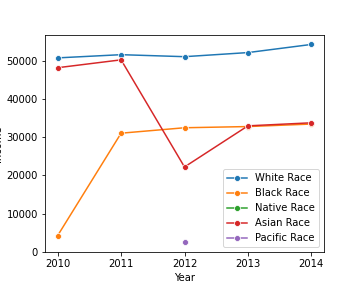 50000
40000
30000
20000
10000
0
2010 2011 2012 2013 2014
Year
White Race
Black Race
Native Race
Asian Race
Pacific Race